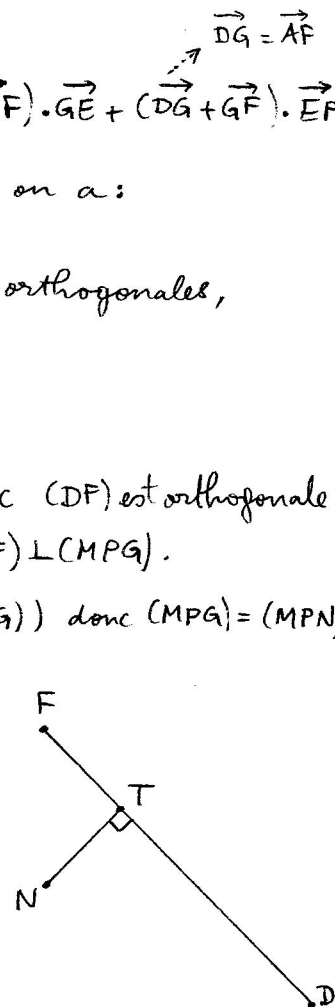 DG = AF
F).GE + (DG + GF). EF
on a:
orthogonales,
c (DF) est orthogonale
F) ⊥ (MPG).
G)) donc (MPG) = (MPN
F
T
N
D